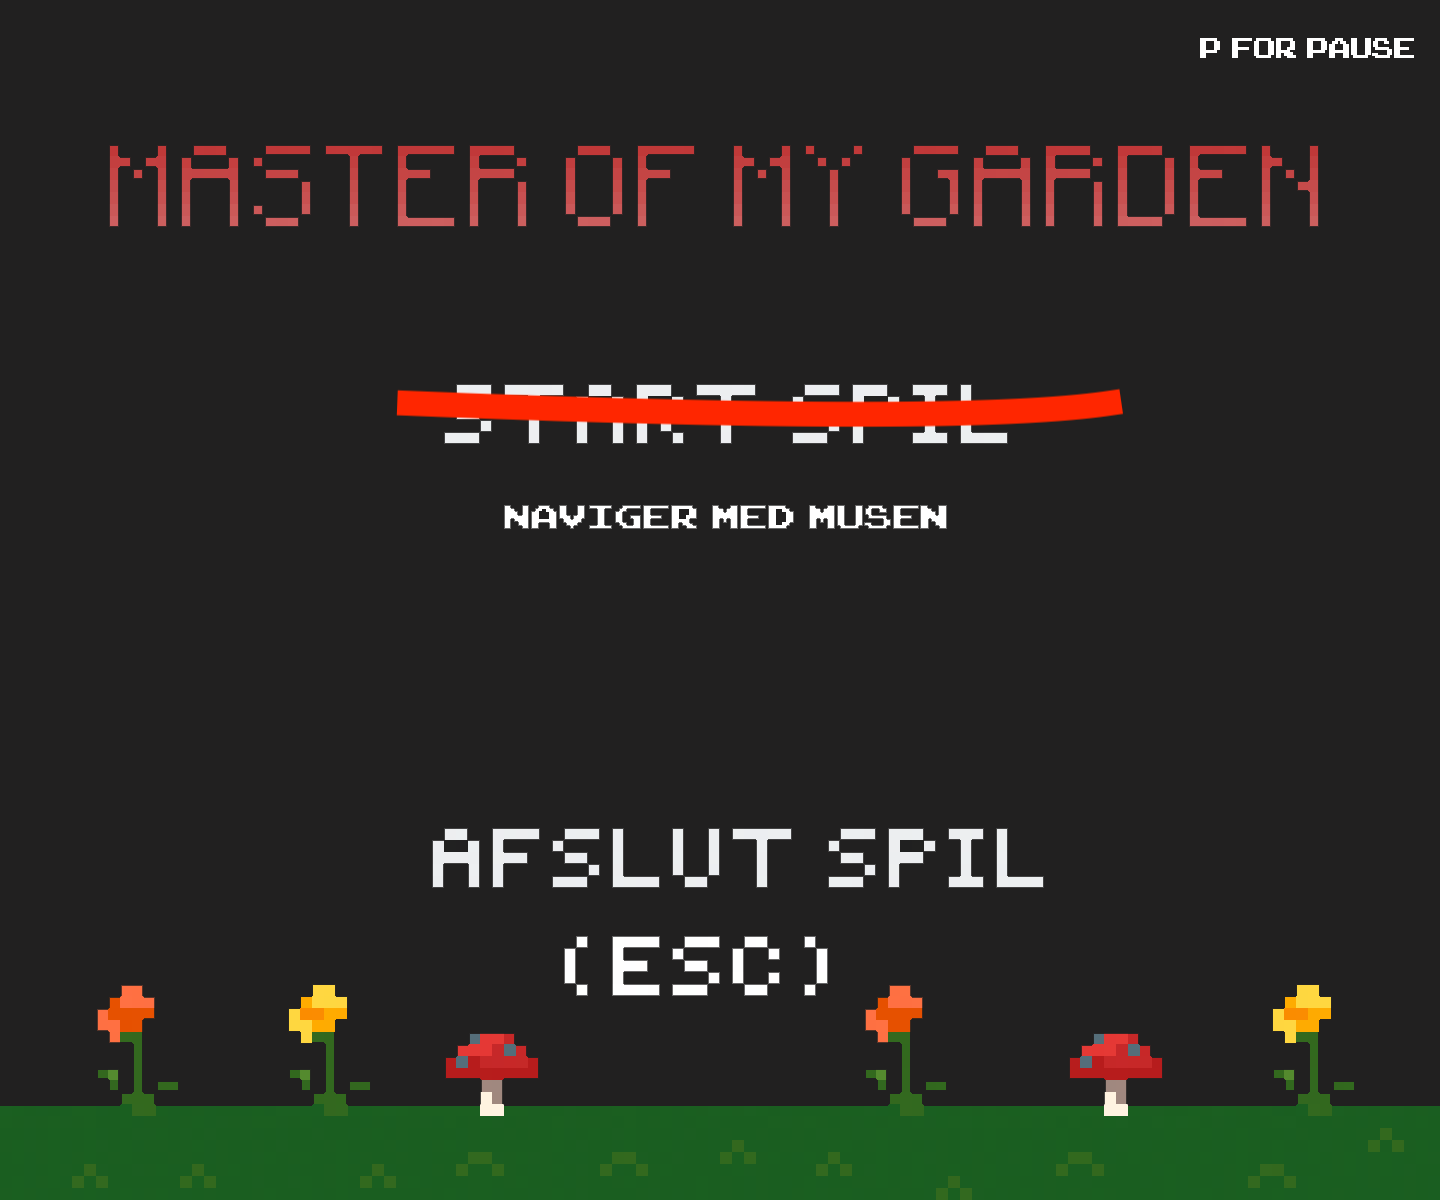 P FOR PAUSE
MASTER OF MY GARDEN
START SPIL
NAVIGER MED MUSEN
AFSLUT SPIL
(ESC)